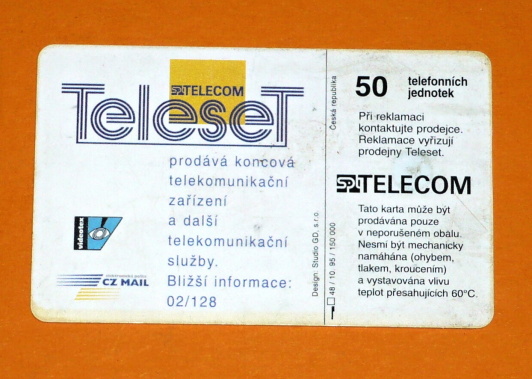 SPT TELECOM
TeleseT
prodává koncová
telekomunikační
zařízení
a další
telekomunikační
služby.
Bližší informace:
02/128
videotex
CZ MAIL
Design: Studio GD, s.r.o.
Česká republika
48 / 10. 95 / 150 000
50 telefonních
jednotek
Při reklamaci
kontaktujte prodejce.
Reklamace vyřizují
prodejny Teleset.
SPT TELECOM
Tato karta může být
prodávána pouze
v neporušeném obálu.
Nesmí být mechanicky
namáhána (ohybem,
tlakem, kroucením)
a vystavována vlivu
teplot přesahujících 60°C.